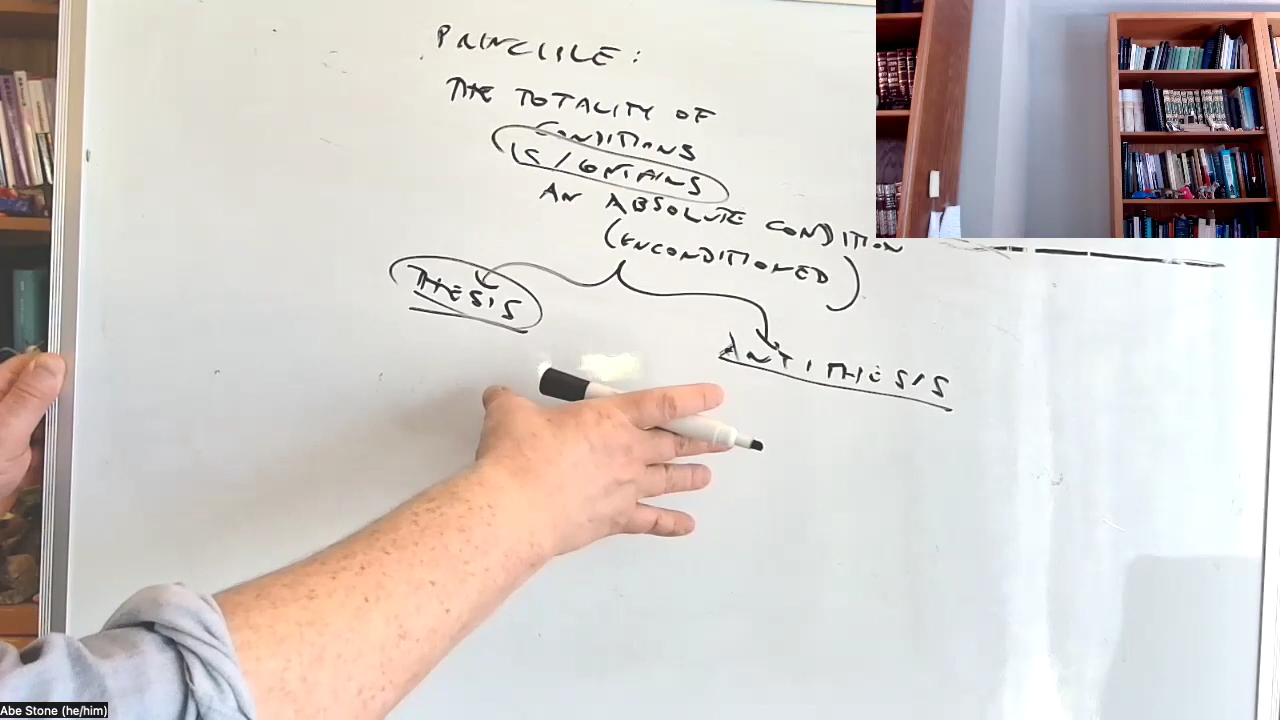 PRINCIPLE:
THE TOTALITY OF
CONDITIONS
IS/CONTAINS
AN ABSOLUTE CONDITION
(UNCONDITIONED)
THESIS
ANTITHESIS
Abe Stone (he/him)